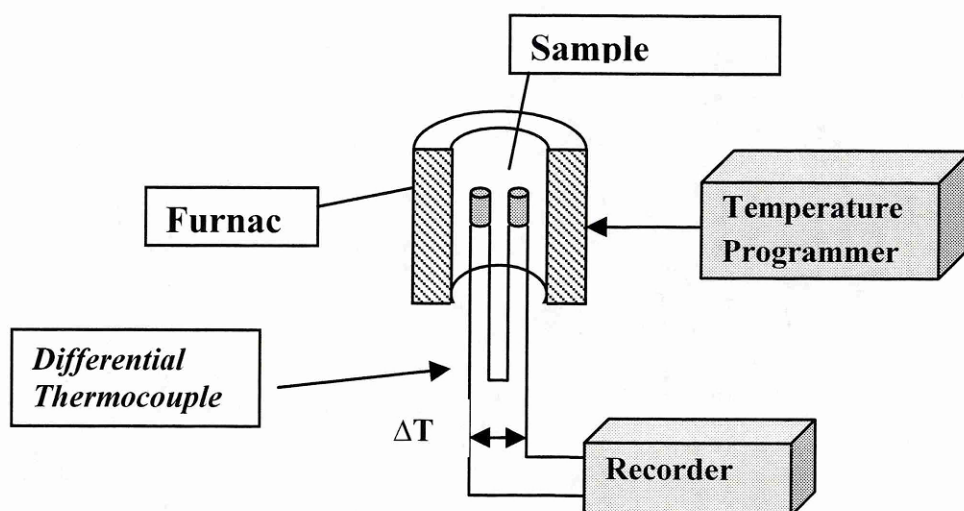 Sample
Furnac
Temperature
Programmer
Differential
Thermocouple
ΔT
Recorder